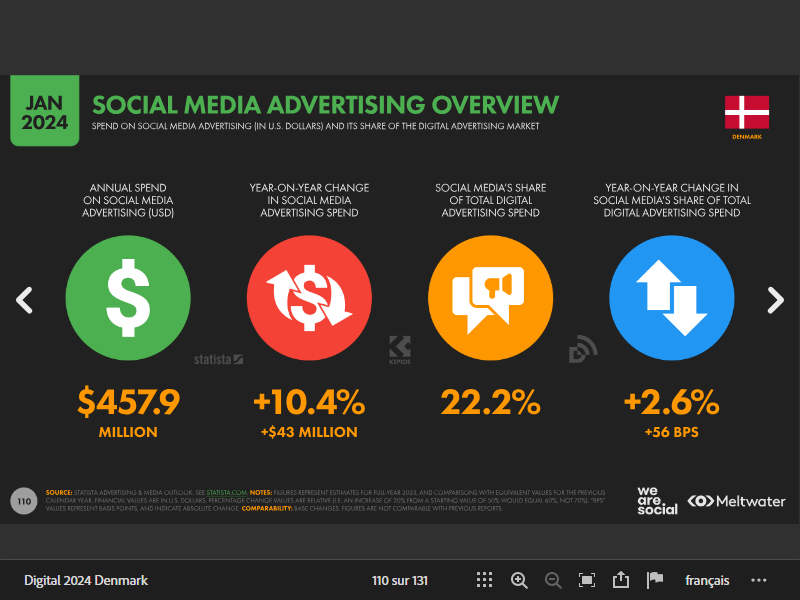 JAN
2024
SOCIAL MEDIA ADVERTISING OVERVIEW
SPEND ON SOCIAL MEDIA ADVERTISING (IN U.S. DOLLARS) AND ITS SHARE OF THE DIGITAL ADVERTISING MARKET
DENMARK
ANNUAL SPEND
ON SOCIAL MEDIA
ADVERTISING (USD)
$457.9
MILLION
YEAR-ON-YEAR CHANGE
IN SOCIAL MEDIA
ADVERTISING SPEND
+10.4%
+$43 MILLION
SOCIAL MEDIA'S SHARE
OF TOTAL DIGITAL
ADVERTISING SPEND
22.2%
YEAR-ON-YEAR CHANGE IN
SOCIAL MEDIA'S SHARE OF TOTAL
DIGITAL ADVERTISING SPEND
+2.6%
+56 BPS
statista
KEPIOS
110
SOURCE: STATISTA ADVERTISING & MEDIA OUTLOOK. SEE STATISTA.COM. NOTES: FIGURES REPRESENT ESTIMATES FOR FULL-YEAR 2023, AND COMPARISONS WITH EQUIVALENT VALUES FOR THE PREVIOUS
CALENDAR YEAR. FINANCIAL VALUES ARE IN U.S. DOLLARS. PERCENTAGE CHANGE VALUES ARE RELATIVE (I.E. AN INCREASE OF 20% FROM A STARTING VALUE OF 50% WOULD EQUAL 60%, NOT 70%). "BPS"
VALUES REPRESENT BASIS POINTS, AND INDICATE ABSOLUTE CHANGE. COMPARABILITY: BASE CHANGES. FIGURES ARE NOT COMPARABLE WITH PREVIOUS REPORTS.
we
are.
social
Meltwater
Digital 2024 Denmark
110 sur 131
français